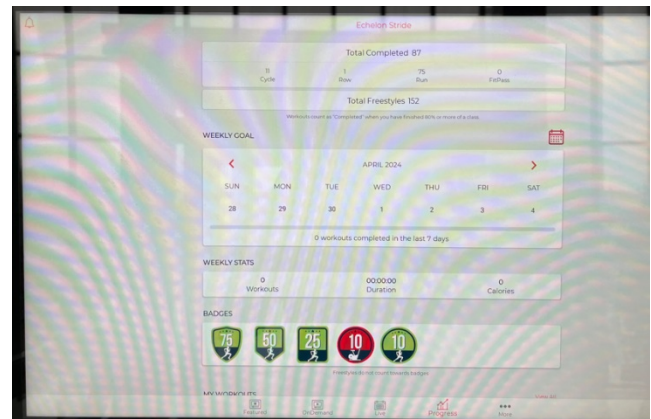 Echelon Stride
Total Completed 87
11 1 75 0
Cycle Row Run FitPass
Total Freestyles 152
Workouts count as "Completed" when you have finished 80% or more of a class.
WEEKLY GOAL
APRIL 2024
SUN MON TUE WED THU FRI SAT
28 29 30 1 2 3 4
0 workouts completed in the last 7 days
WEEKLY STATS
0 00:00:00 0
Workouts Duration Calories
BADGES
75 50 25 10 10
Freestyles do not count towards badges
MY WORKOUTS View All
Featured OnDemand Live Progress More